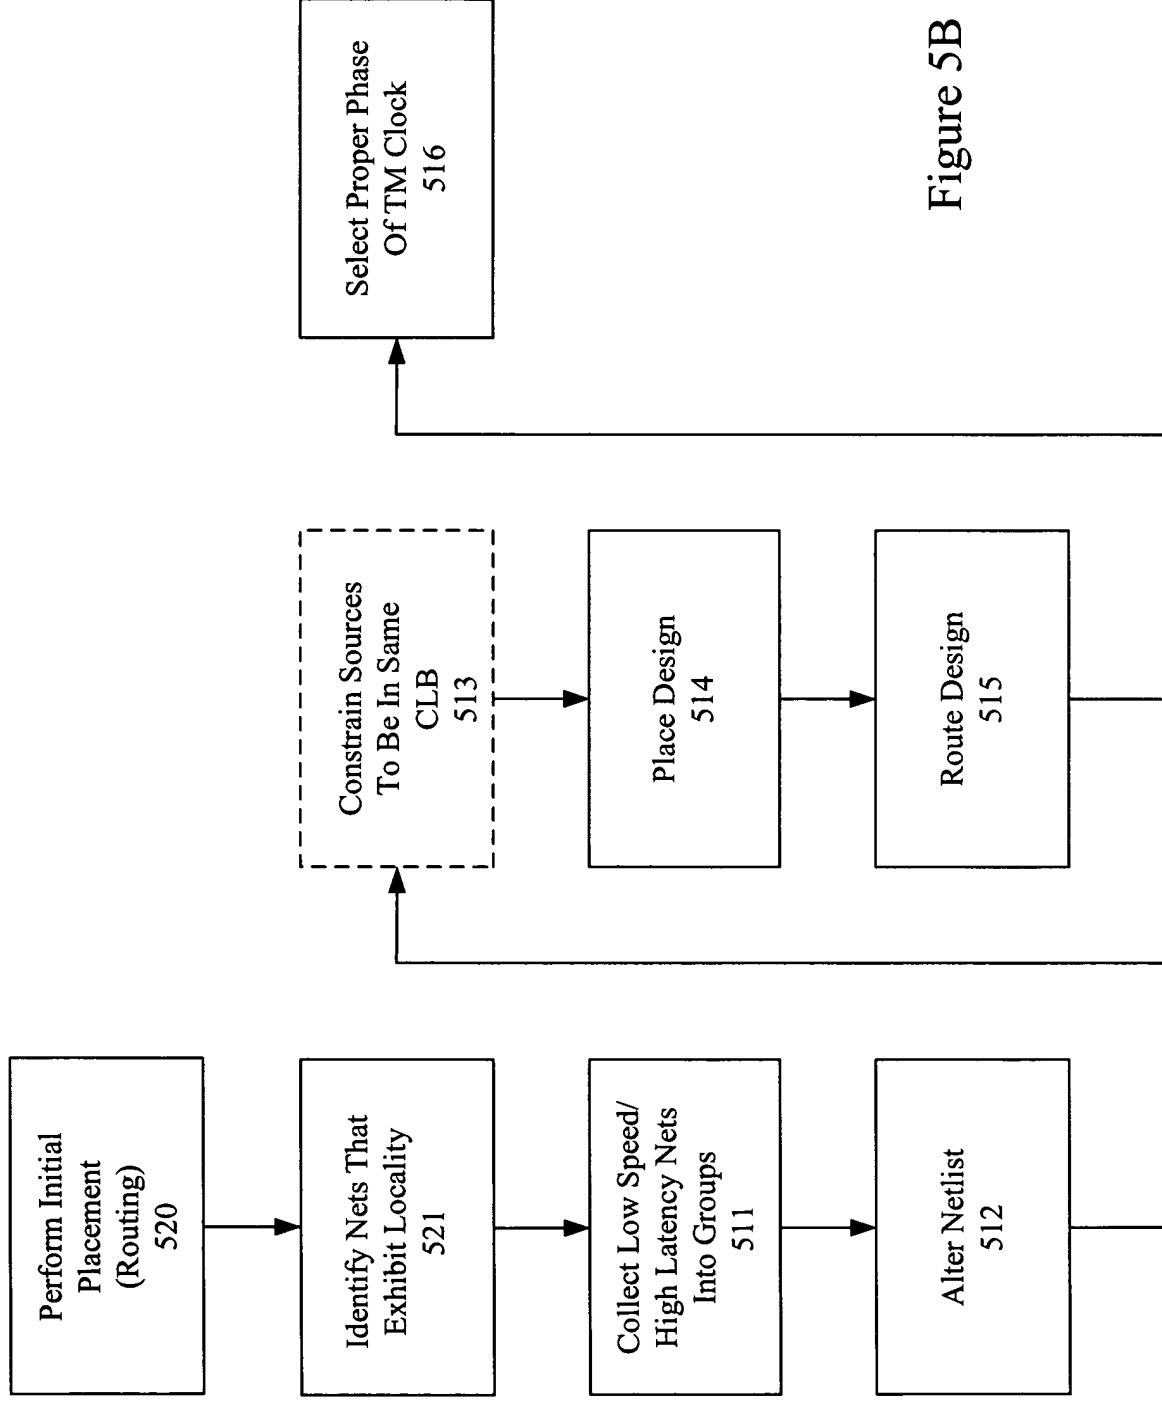 Perform Initial
Placement
(Routing)
520
Identify Nets That
Exhibit Locality
521
Collect Low Speed/
High Latency Nets
Into Groups
511
Alter Netlist
512
Constrain Sources
To Be In Same
CLB
513
Place Design
514
Route Design
515
Select Proper Phase
Of TM Clock
516
Figure 5B